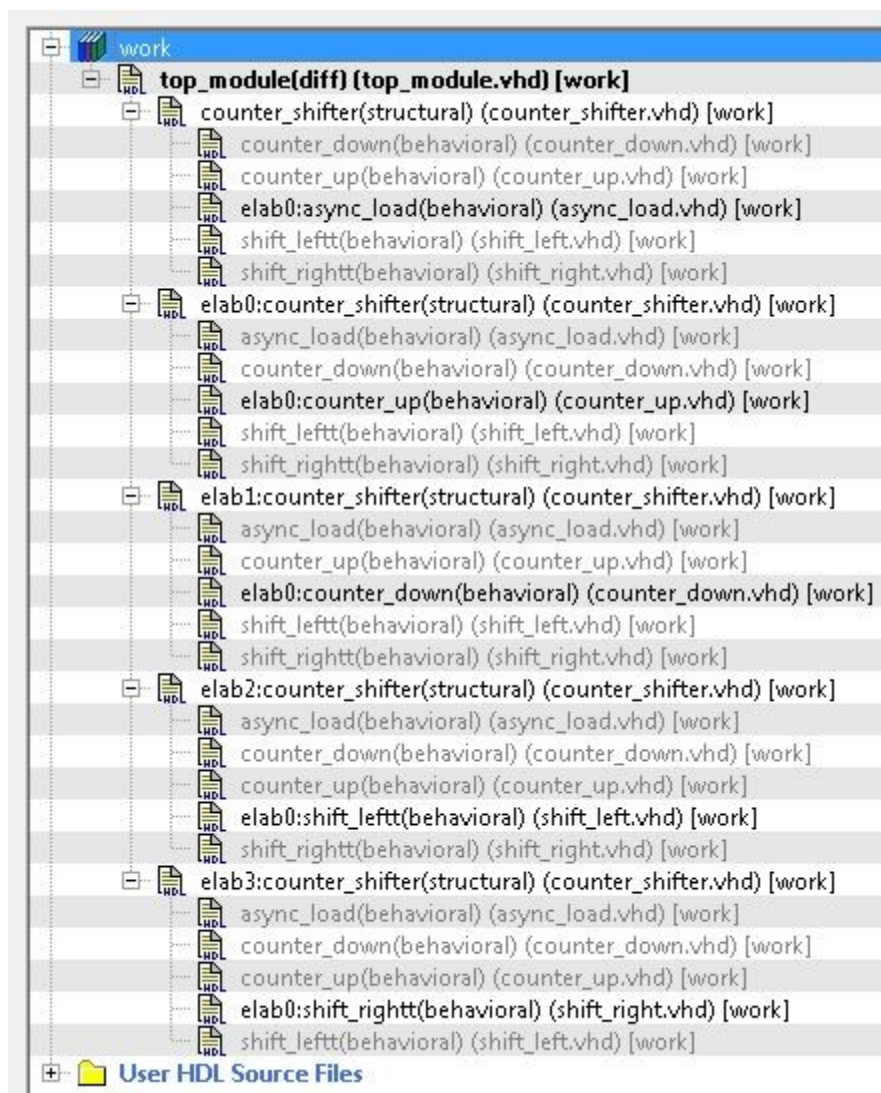 work
top_module(diff) (top_module.vhd) [work]
counter_shifter(structural) (counter_shifter.vhd) [work]
counter_down(behavioral) (counter_down.vhd) [work]
counter_up(behavioral) (counter_up.vhd) [work]
elab0:async_load(behavioral) (async_load.vhd) [work]
shift_leftt(behavioral) (shift_left.vhd) [work]
shift_rightt(behavioral) (shift_right.vhd) [work]
elab0:counter_shifter(structural) (counter_shifter.vhd) [work]
async_load(behavioral) (async_load.vhd) [work]
counter_down(behavioral) (counter_down.vhd) [work]
elab0:counter_up(behavioral) (counter_up.vhd) [work]
shift_leftt(behavioral) (shift_left.vhd) [work]
shift_rightt(behavioral) (shift_right.vhd) [work]
elab1:counter_shifter(structural) (counter_shifter.vhd) [work]
async_load(behavioral) (async_load.vhd) [work]
counter_up(behavioral) (counter_up.vhd) [work]
elab0:counter_down(behavioral) (counter_down.vhd) [work]
shift_leftt(behavioral) (shift_left.vhd) [work]
shift_rightt(behavioral) (shift_right.vhd) [work]
elab2:counter_shifter(structural) (counter_shifter.vhd) [work]
async_load(behavioral) (async_load.vhd) [work]
counter_down(behavioral) (counter_down.vhd) [work]
counter_up(behavioral) (counter_up.vhd) [work]
elab0:shift_leftt(behavioral) (shift_left.vhd) [work]
shift_rightt(behavioral) (shift_right.vhd) [work]
elab3:counter_shifter(structural) (counter_shifter.vhd) [work]
async_load(behavioral) (async_load.vhd) [work]
counter_down(behavioral) (counter_down.vhd) [work]
counter_up(behavioral) (counter_up.vhd) [work]
elab0:shift_rightt(behavioral) (shift_right.vhd) [work]
shift_leftt(behavioral) (shift_left.vhd) [work]
User HDL Source Files